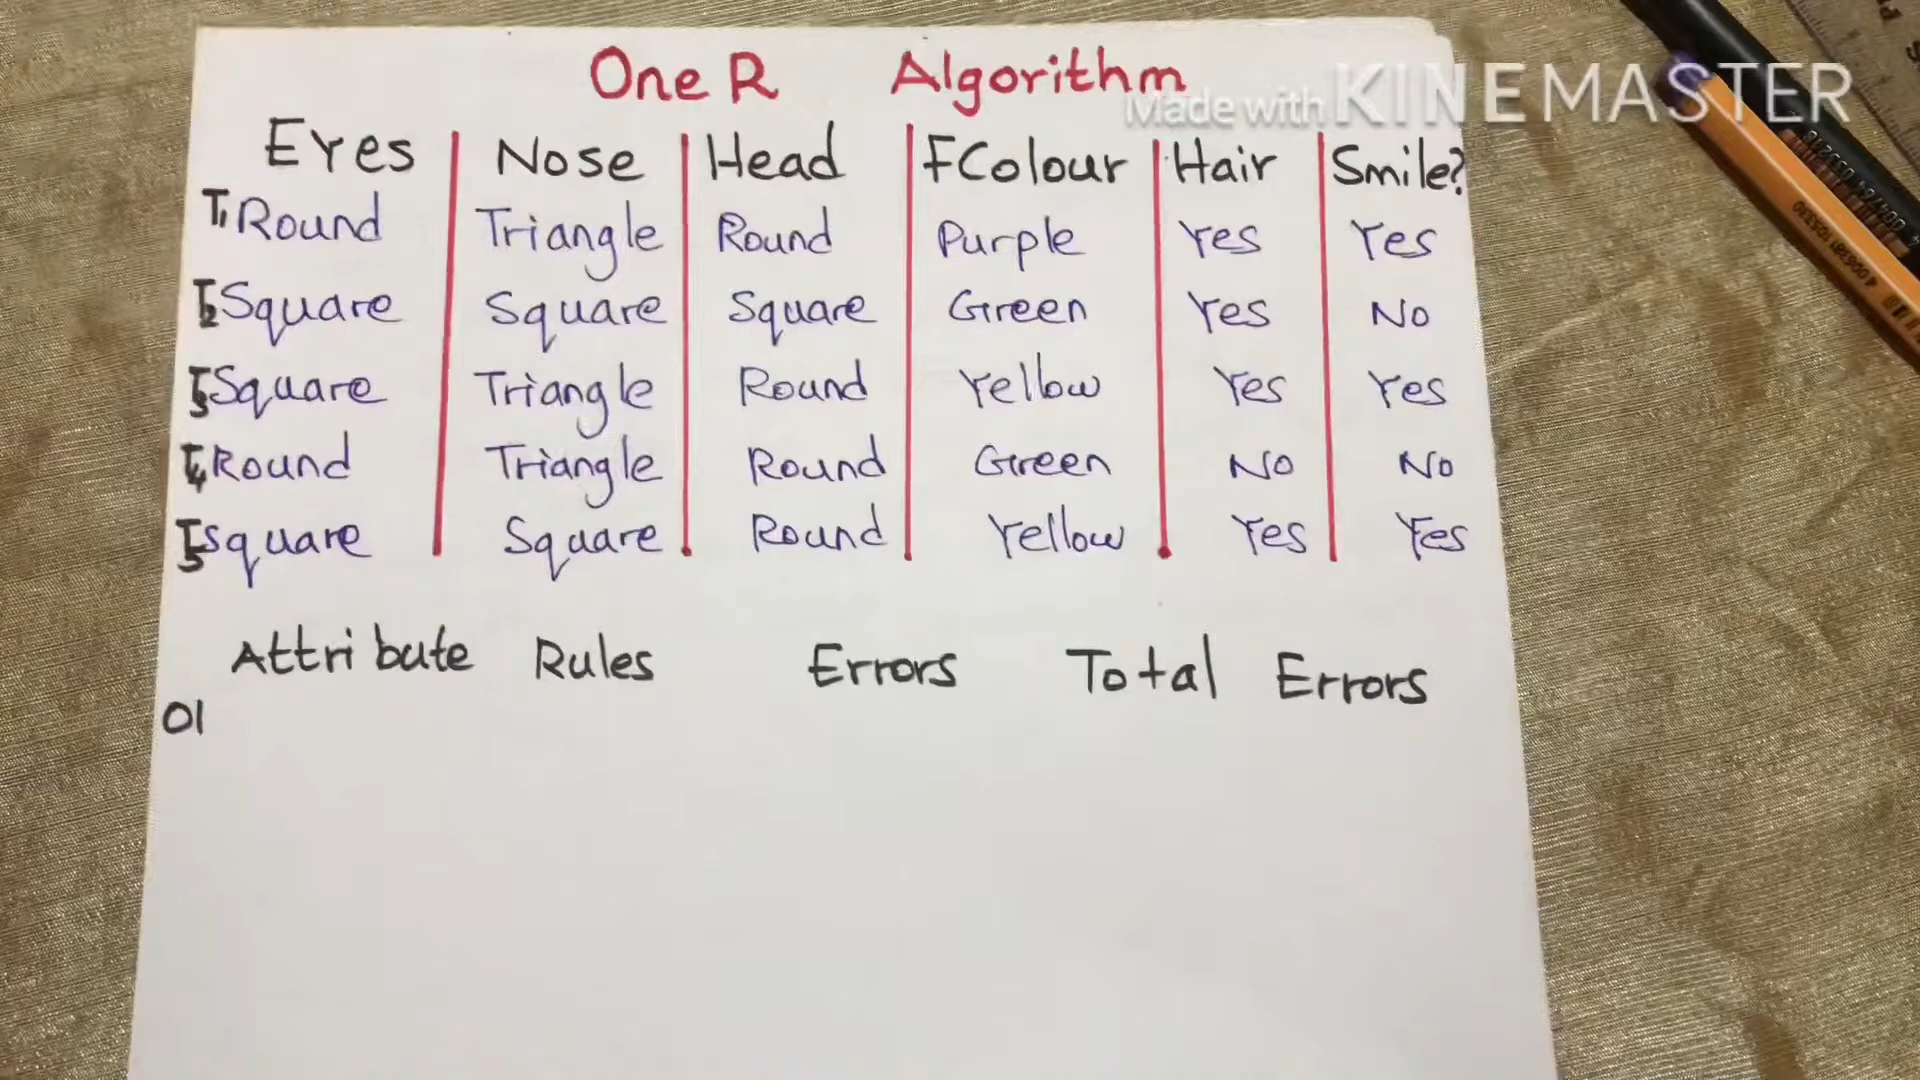 One R Algorithm
Made with KINEMASTER
Eyes Nose Head FColour Hair Smile?
T1 Round Triangle Round Purple Yes Yes
T2 Square Square Square Green Yes No
T3 Square Triangle Round Yellow Yes Yes
T4 Round Triangle Round Green No No
T5 Square Square Round Yellow Yes Yes
Attribute Rules Errors Total Errors
01